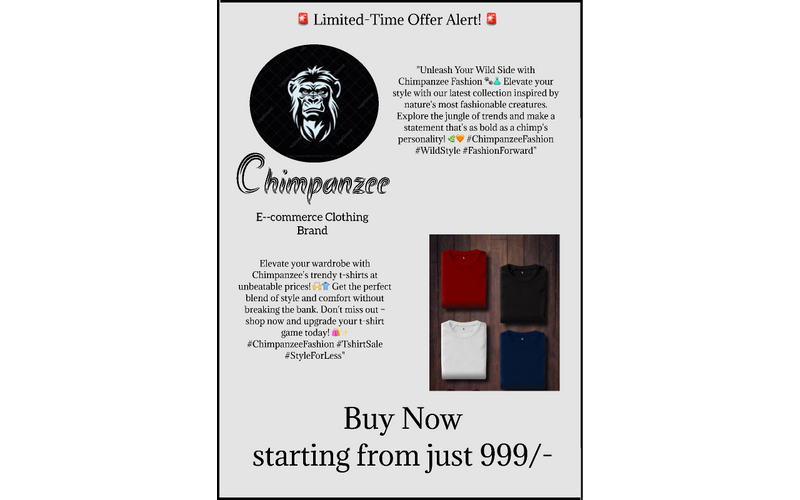 🚨 Limited-Time Offer Alert! 🚨
"Unleash Your Wild Side with
Chimpanzee Fashion 🐾👗 Elevate your
style with our latest collection inspired by
nature's most fashionable creatures.
Explore the jungle of trends and make a
statement that's as bold as a chimp's
personality! 🌿🧡 #ChimpanzeeFashion
#WildStyle #FashionForward"
Chimpanzee
E--commerce Clothing
Brand
Elevate your wardrobe with
Chimpanzee's trendy t-shirts at
unbeatable prices! 🙌👕 Get the perfect
blend of style and comfort without
breaking the bank. Don't miss out –
shop now and upgrade your t-shirt
game today! 🛍️✨
#ChimpanzeeFashion #TshirtSale
#StyleForLess"
Buy Now
starting from just 999/-